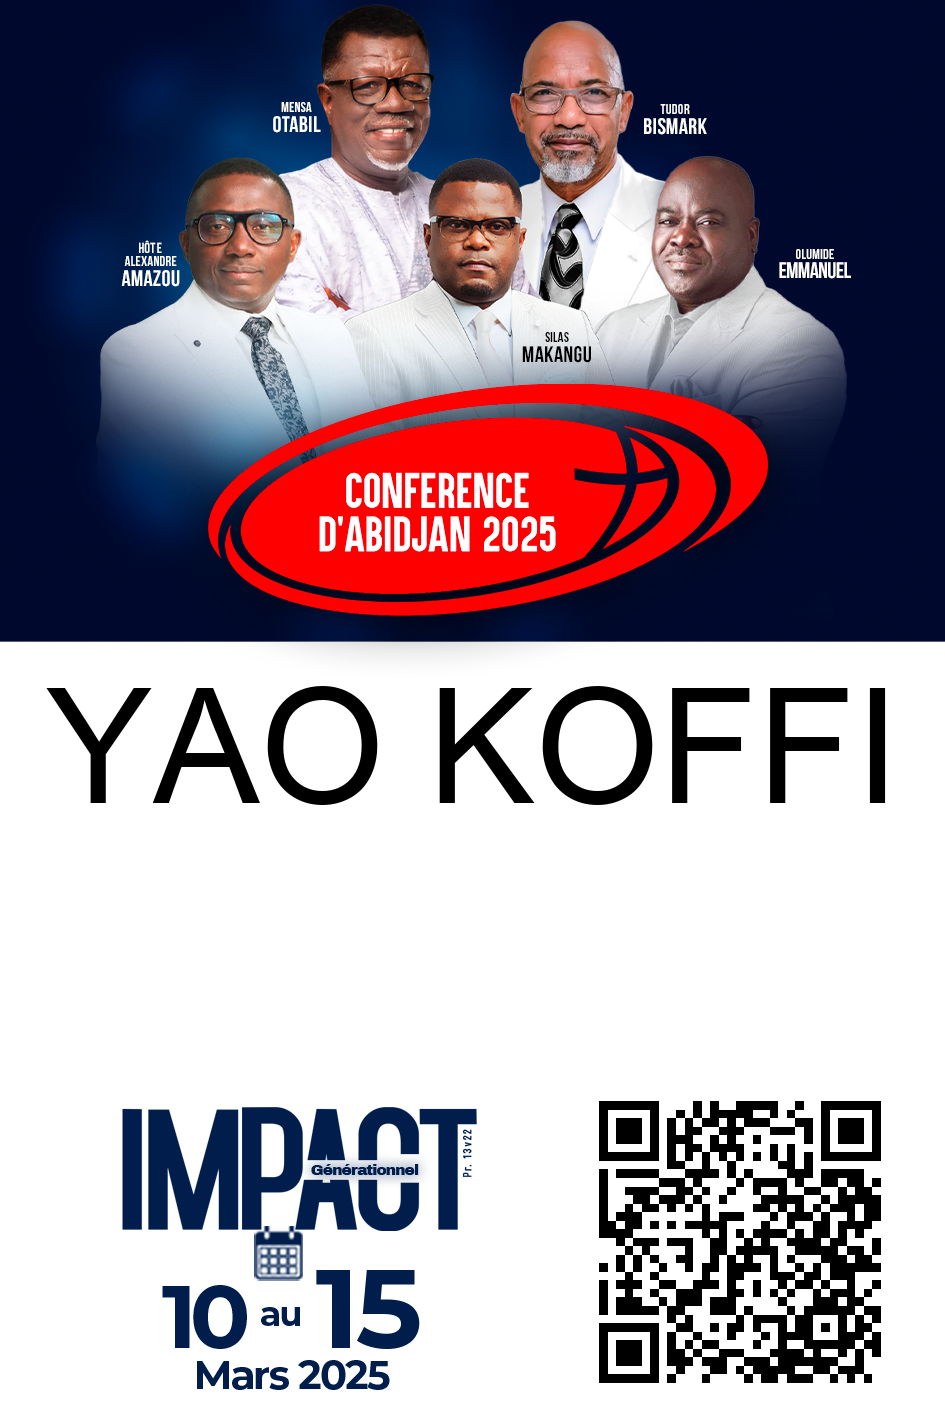 MENSA
OTABIL
TUDOR
BISMARK
HÔTE
ALEXANDRE
AMAZOU
OLUMIDE
EMMANUEL
SILAS
MAKANGU
CONFERENCE
D'ABIDJAN 2025
YAO KOFFI
IMPACT
Générationnel
Pr. 13v22
10 au 15
Mars 2025